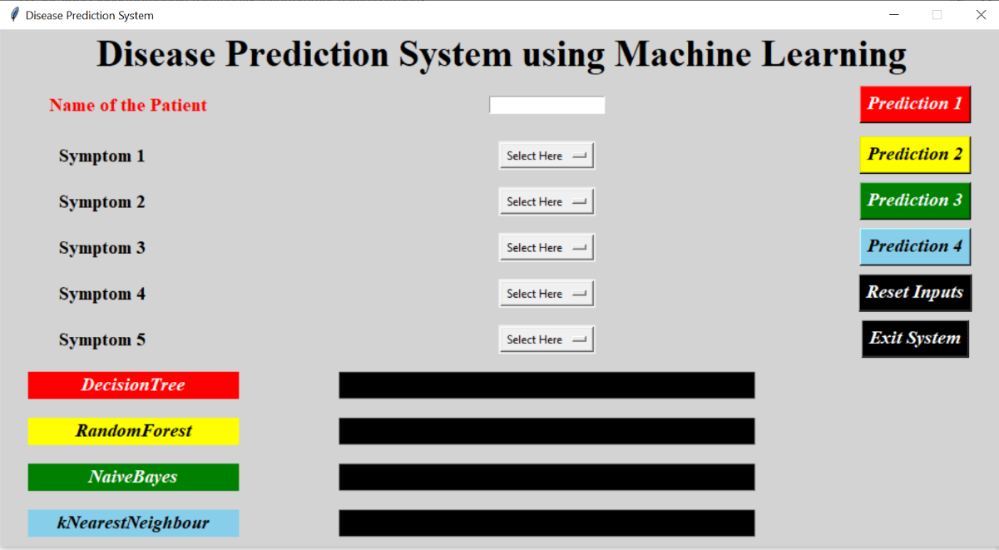 Disease Prediction System
Disease Prediction System using Machine Learning
Name of the Patient
Prediction 1
Symptom 1
Select Here
Prediction 2
Symptom 2
Select Here
Prediction 3
Symptom 3
Select Here
Prediction 4
Symptom 4
Select Here
Reset Inputs
Symptom 5
Select Here
Exit System
DecisionTree
RandomForest
NaiveBayes
kNearestNeighbour